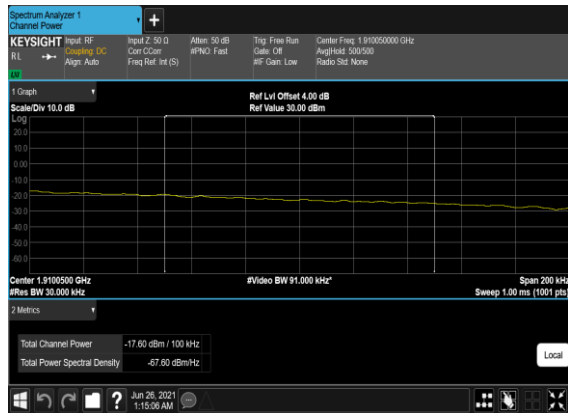 Spectrum Analyzer 1
Channel Power
KEYSIGHT
RL
LW
Input: RF
Coupling: DC
Align: Auto
Input Z: 50 Ω
Corr CCorr
Freq Ref: Int (S)
Atten: 50 dB
#PNO: Fast
Trig: Free Run
Gate: Off
#IF Gain: Low
Center Freq: 1.910050000 GHz
Avg|Hold: 500/500
Radio Std: None
1 Graph
Scale/Div 10.0 dB
Ref Lvl Offset 4.00 dB
Ref Value 30.00 dBm
Log
20.0
10.0
0.00
-10.0
-20.0
-30.0
-40.0
-50.0
-60.0
Center 1.9100500 GHz
#Res BW 30.000 kHz
#Video BW 91.000 kHz*
Span 200 kHz
Sweep 1.00 ms (1001 pts)
2 Metrics
Total Channel Power -17.60 dBm / 100 kHz
Total Power Spectral Density -67.60 dBm/Hz
Local
?
Jun 26, 2021
1:15:06 AM